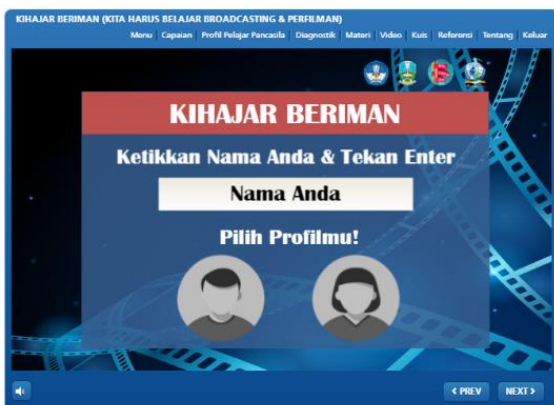 KIHAJAR BERIMAN (KITA HARUS BELAJAR BROADCASTING & PERFILMAN)
Menu Capaian Profil Pelajar Pancasila Diagnostik Materi Video Kuis Referensi Tentang Keluar
KIHAJAR BERIMAN
Ketikkan Nama Anda & Tekan Enter
Nama Anda
Pilih Profilmu!
< PREV NEXT >